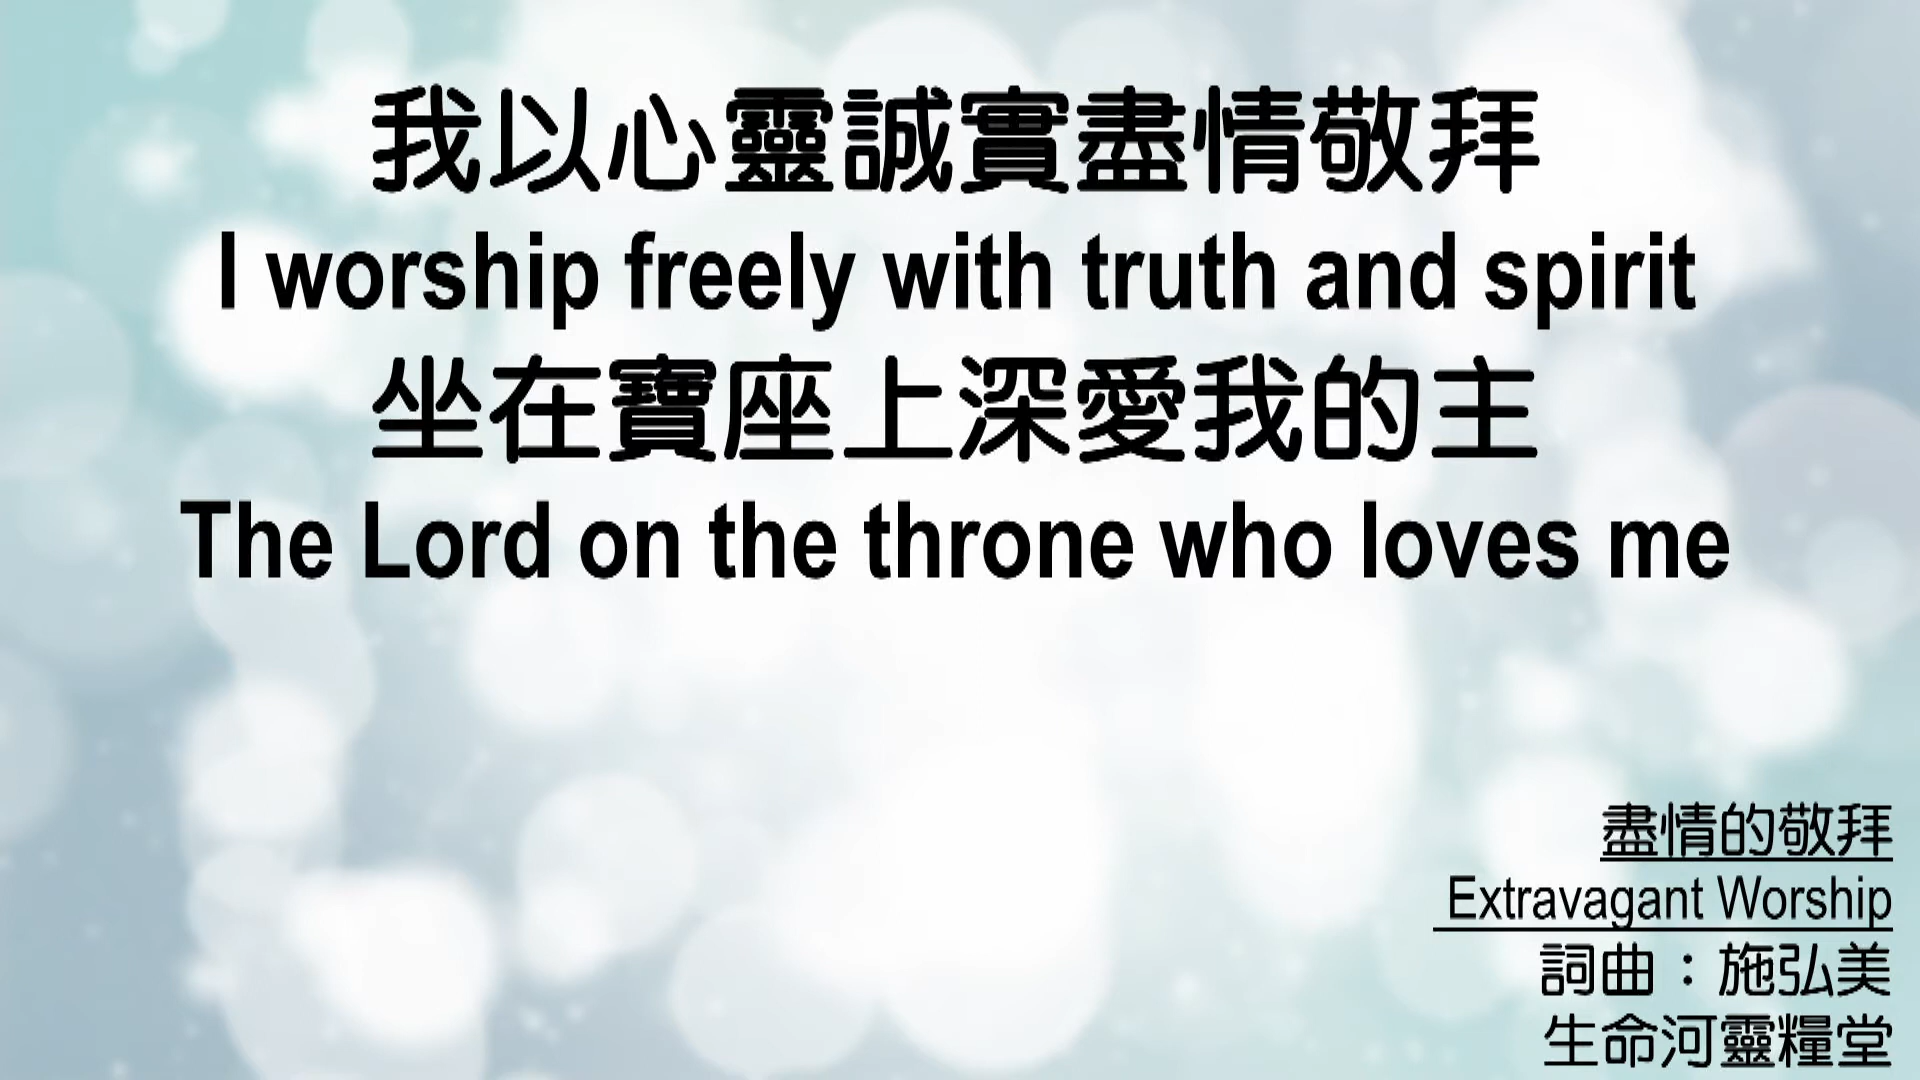 我以心靈誠實盡情敬拜
I worship freely with truth and spirit
坐在寶座上深愛我的主
The Lord on the throne who loves me
盡情的敬拜
Extravagant Worship
詞曲：施弘美
生命河靈糧堂